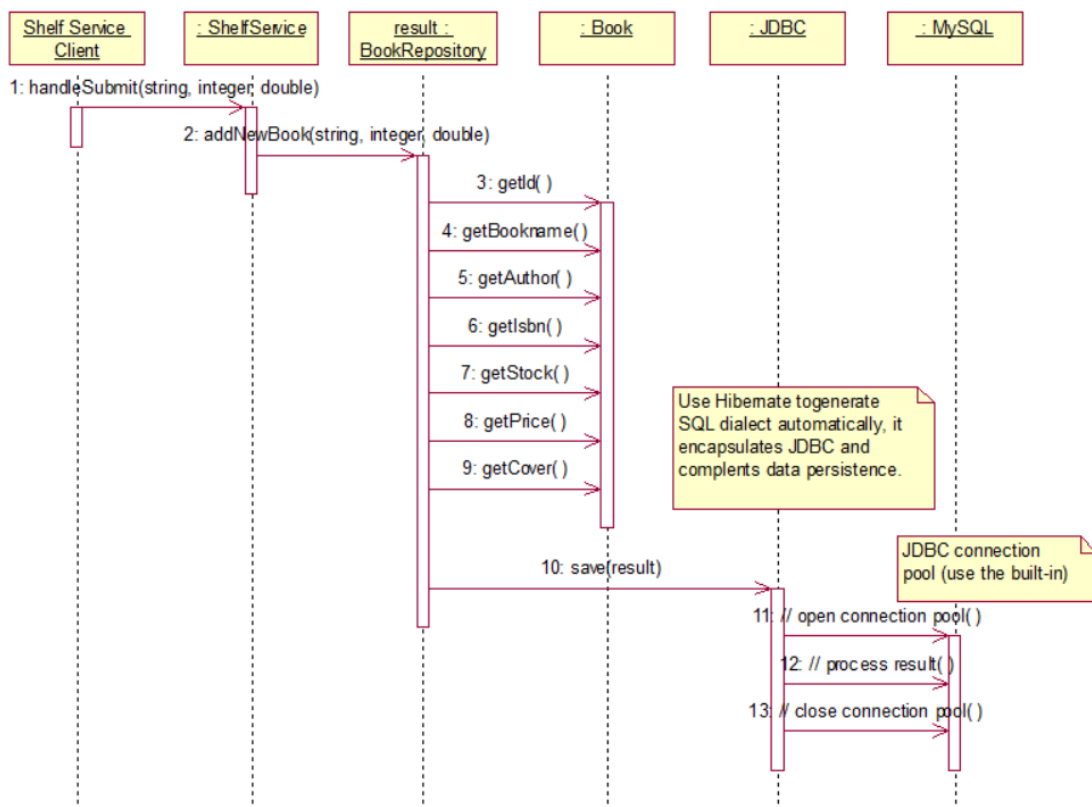 Shelf Service
Client
: ShelfService
result :
BookRepository
: Book
: JDBC
: MySQL
1: handleSubmit(string, integer, double)
2: addNewBook(string, integer, double)
3: getId( )
4: getBookname( )
5: getAuthor( )
6: getIsbn( )
7: getStock( )
8: getPrice( )
9: getCover( )
Use Hibernate togenerate
SQL dialect automatically, it
encapsulates JDBC and
complents data persistence.
JDBC connection
pool (use the built-in)
10: save(result)
11: // open connection pool( )
12: // process result( )
13: // close connection pool( )